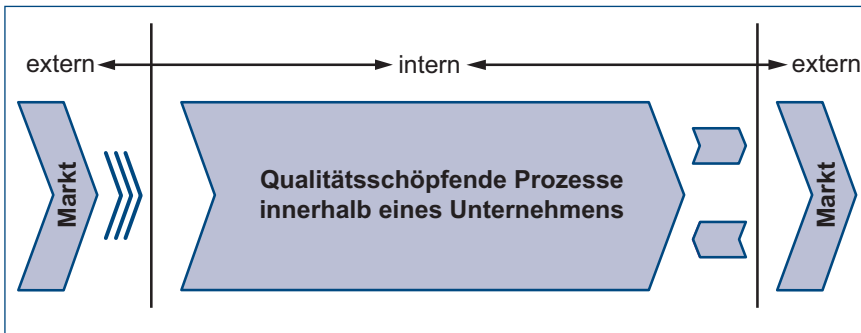 extern
intern
extern
Markt
Qualitätsschöpfende Prozesse
innerhalb eines Unternehmens
Markt